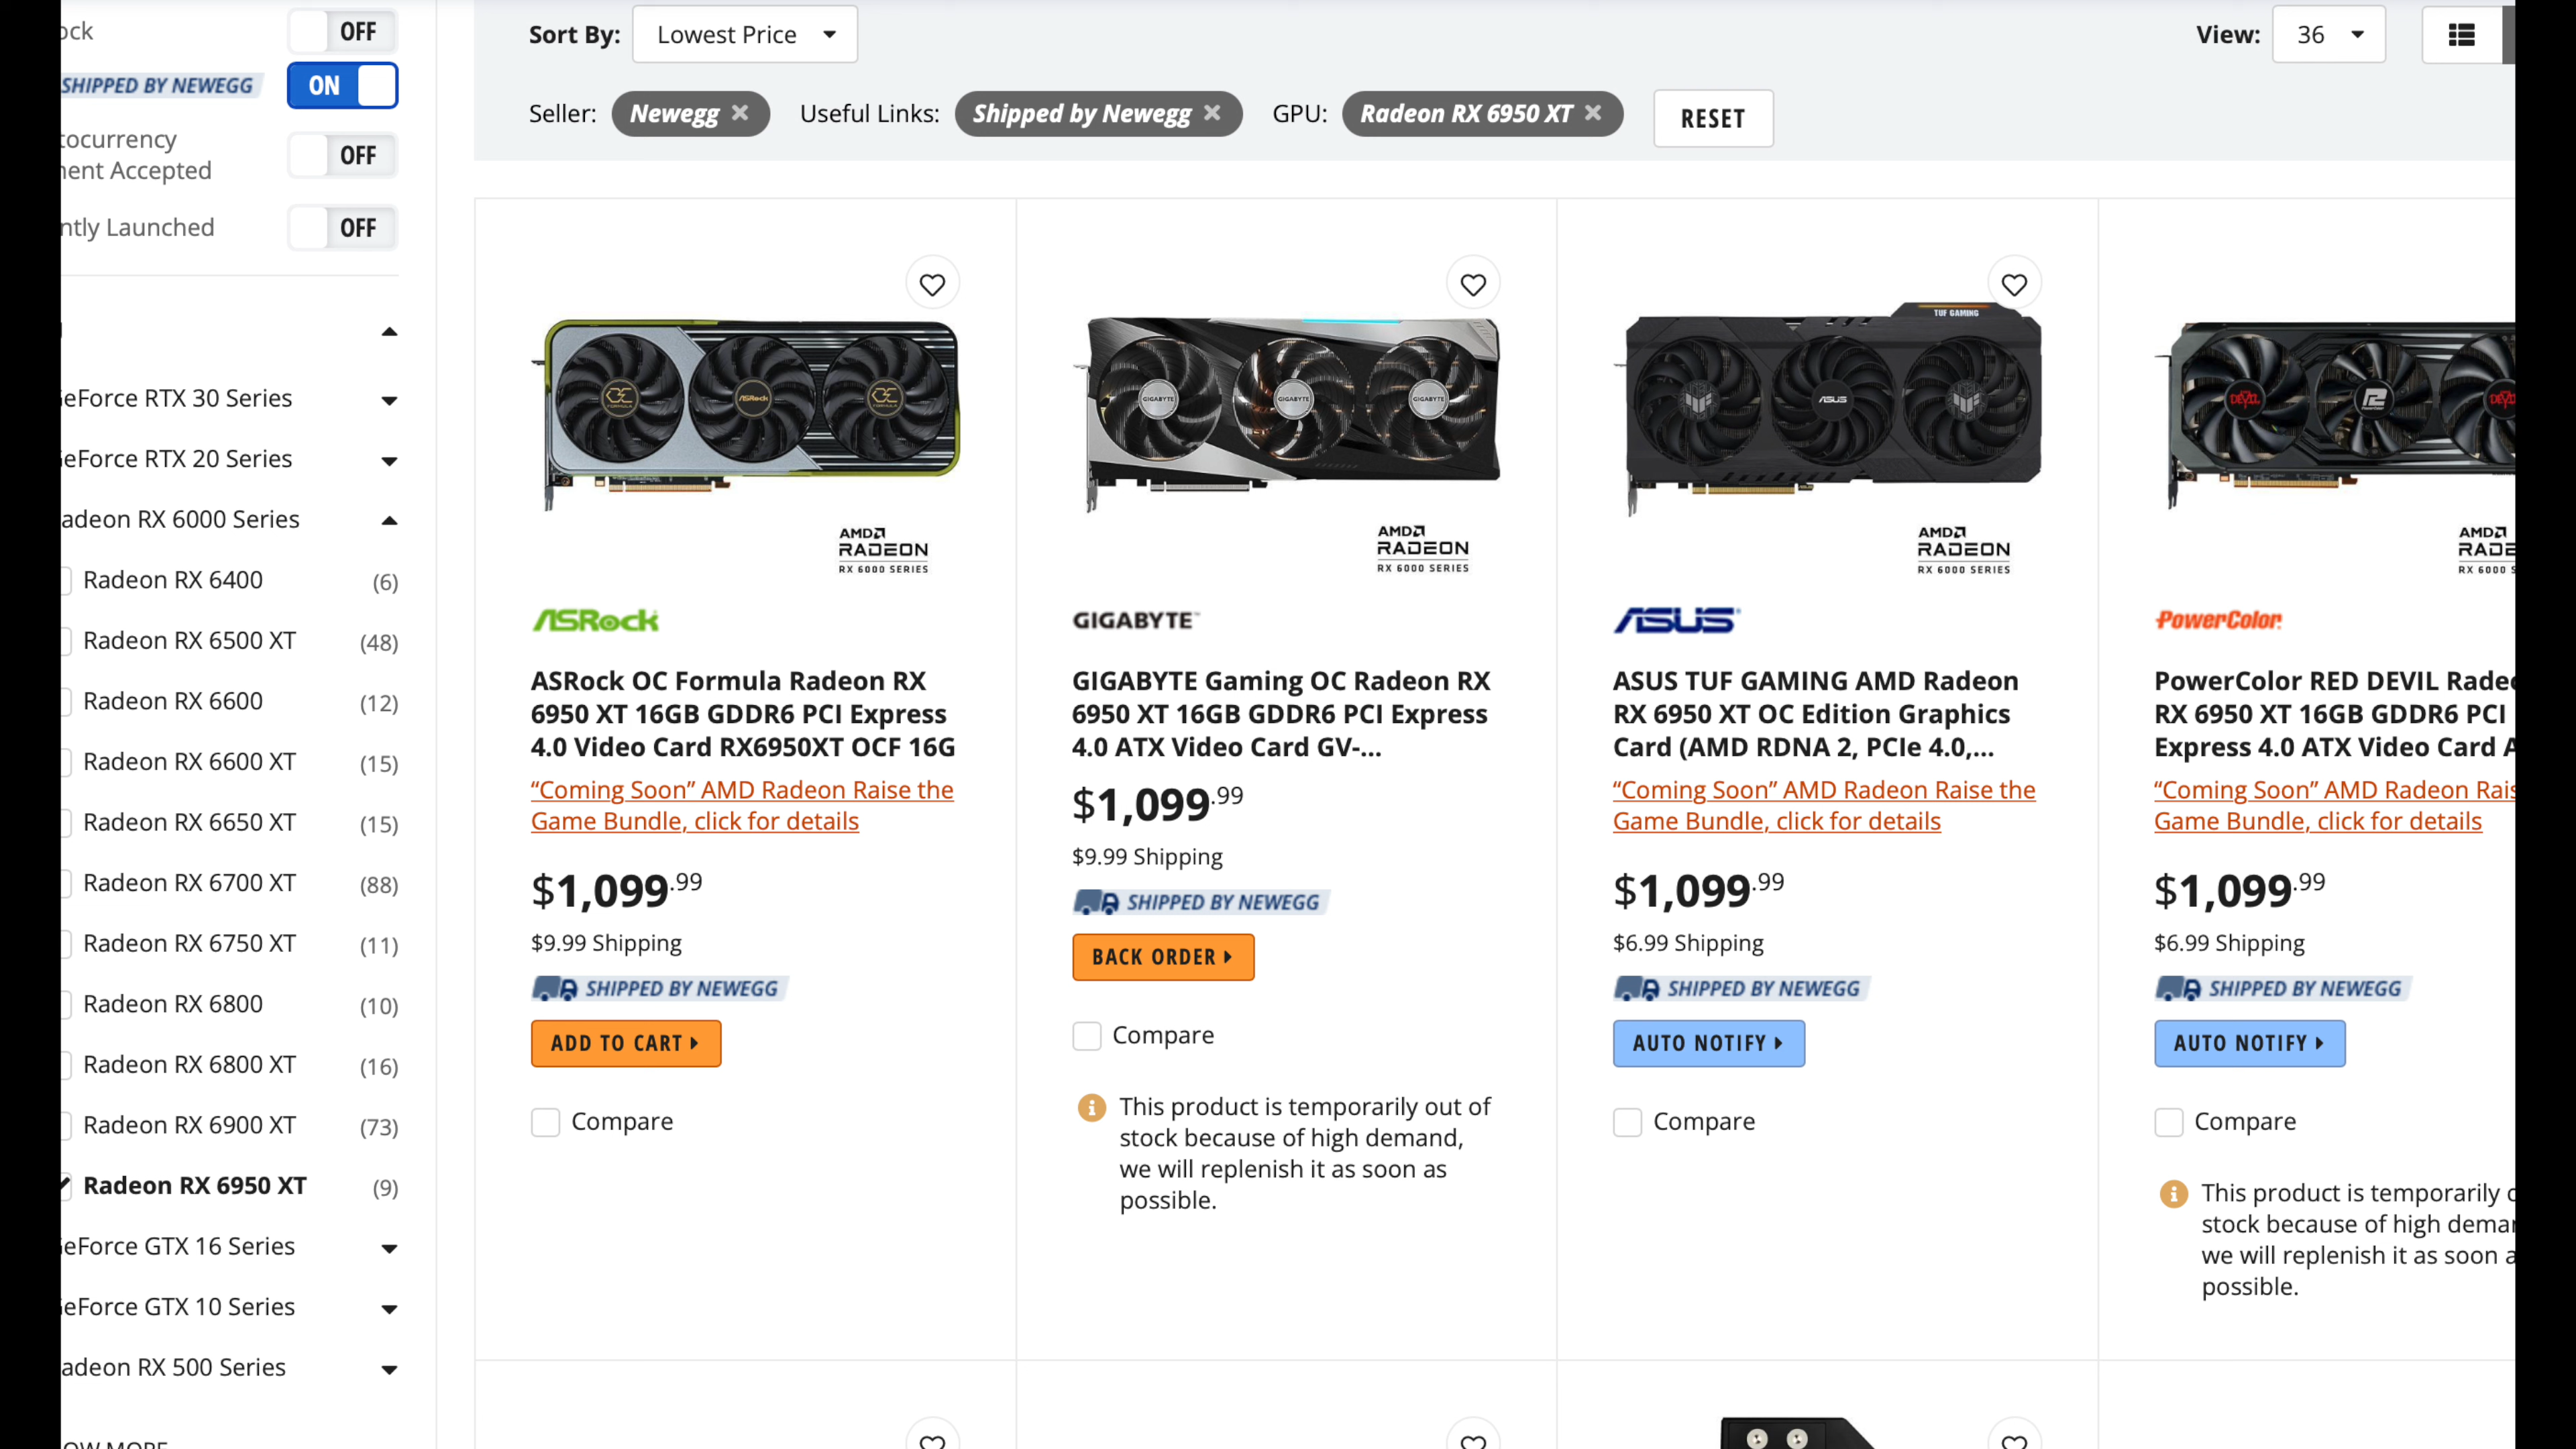 ock OFF
SHIPPED BY NEWEGG ON
tocurrency
ent Accepted OFF
ntly Launched OFF
eForce RTX 30 Series
eForce RTX 20 Series
adeon RX 6000 Series
Radeon RX 6400 (6)
Radeon RX 6500 XT (48)
Radeon RX 6600 (12)
Radeon RX 6600 XT (15)
Radeon RX 6650 XT (15)
Radeon RX 6700 XT (88)
Radeon RX 6750 XT (11)
Radeon RX 6800 (10)
Radeon RX 6800 XT (16)
Radeon RX 6900 XT (73)
Radeon RX 6950 XT (9)
eForce GTX 16 Series
eForce GTX 10 Series
adeon RX 500 Series
OW MORE
Sort By: Lowest Price
View: 36
Seller: Newegg Useful Links: Shipped by Newegg GPU: Radeon RX 6950 XT RESET
ASRock
AMD
RADEON
RX 6000 SERIES
ASRock
ASRock OC Formula Radeon RX
6950 XT 16GB GDDR6 PCI Express
4.0 Video Card RX6950XT OCF 16G
“Coming Soon” AMD Radeon Raise the
Game Bundle, click for details
$1,099.99
$9.99 Shipping
SHIPPED BY NEWEGG
ADD TO CART
Compare
GIGABYTE GIGABYTE GIGABYTE
AMD
RADEON
RX 6000 SERIES
GIGABYTE™
GIGABYTE Gaming OC Radeon RX
6950 XT 16GB GDDR6 PCI Express
4.0 ATX Video Card GV-...
$1,099.99
$9.99 Shipping
SHIPPED BY NEWEGG
BACK ORDER
Compare
This product is temporarily out of
stock because of high demand,
we will replenish it as soon as
possible.
TUF GAMING
ASUS
AMD
RADEON
RX 6000 SERIES
ASUS
ASUS TUF GAMING AMD Radeon
RX 6950 XT OC Edition Graphics
Card (AMD RDNA 2, PCIe 4.0,...
“Coming Soon” AMD Radeon Raise the
Game Bundle, click for details
$1,099.99
$6.99 Shipping
SHIPPED BY NEWEGG
AUTO NOTIFY
Compare
DEVIL DEVI
AMD
RADE
RX 6000 S
PowerColor
PowerColor RED DEVIL Rade
RX 6950 XT 16GB GDDR6 PCI
Express 4.0 ATX Video Card A
“Coming Soon” AMD Radeon Rais
Game Bundle, click for details
$1,099.99
$6.99 Shipping
SHIPPED BY NEWEGG
AUTO NOTIFY
Compare
This product is temporarily o
stock because of high dema
we will replenish it as soon a
possible.